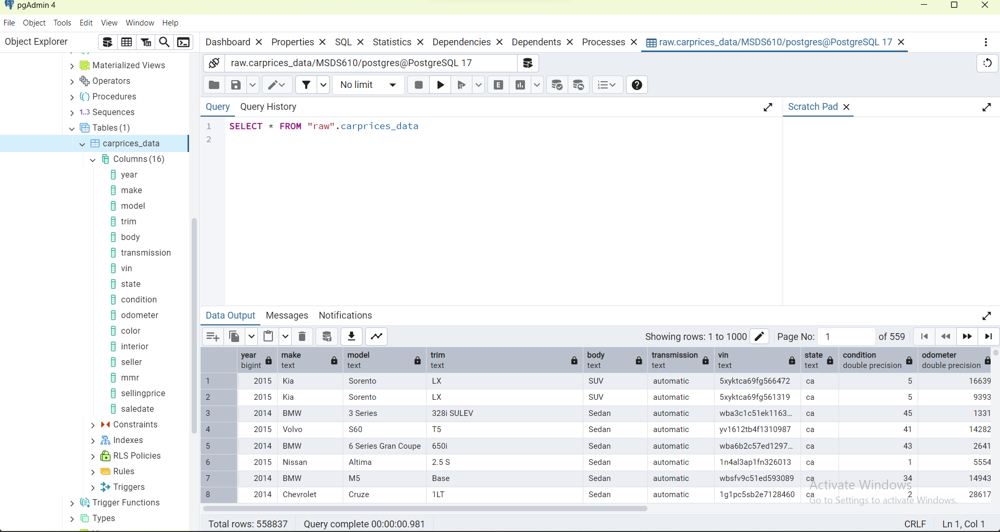 pgAdmin 4
File Object Tools Edit View Window Help
Object Explorer
Dashboard Properties SQL Statistics Dependencies Dependents Processes raw.carprices_data/MSDS610/postgres@PostgreSQL 17
Materialized Views
Operators
Procedures
1..3 Sequences
Tables (1)
carprices_data
Columns (16)
year
make
model
trim
body
transmission
vin
state
condition
odometer
color
interior
seller
mmr
sellingprice
saledate
Constraints
Indexes
RLS Policies
Rules
Triggers
Trigger Functions
Types
raw.carprices_data/MSDS610/postgres@PostgreSQL 17
No limit
E
Query Query History
Scratch Pad
1 SELECT * FROM "raw".carprices_data
2
Data Output Messages Notifications
Showing rows: 1 to 1000 Page No: 1 of 559
year make model trim body transmission vin state condition odometer
bigint text text text text text text text double precision double precision
1 2015 Kia Sorento LX SUV automatic 5xyktca69fg566472 ca 5 16639
2 2015 Kia Sorento LX SUV automatic 5xyktca69fg561319 ca 5 9393
3 2014 BMW 3 Series 328i SULEV Sedan automatic wba3c1c51ek1163... ca 45 1331
4 2015 Volvo S60 T5 Sedan automatic yv1612tb4f1310987 ca 41 14282
5 2014 BMW 6 Series Gran Coupe 650i Sedan automatic wba6b2c57ed1297... ca 43 2641
6 2015 Nissan Altima 2.5 S Sedan automatic 1n4al3ap1fn326013 ca 1 5554
7 2014 BMW M5 Base Sedan automatic wbsfv9c51ed593089 ca 34 14943
8 2014 Chevrolet Cruze 1LT Sedan automatic 1g1pc5sb2e7128460 ca 2 28617
Activate Windows
Go to Settings to activate Windows.
Total rows: 558837 Query complete 00:00:00.981 CRLF Ln 1, Col 1